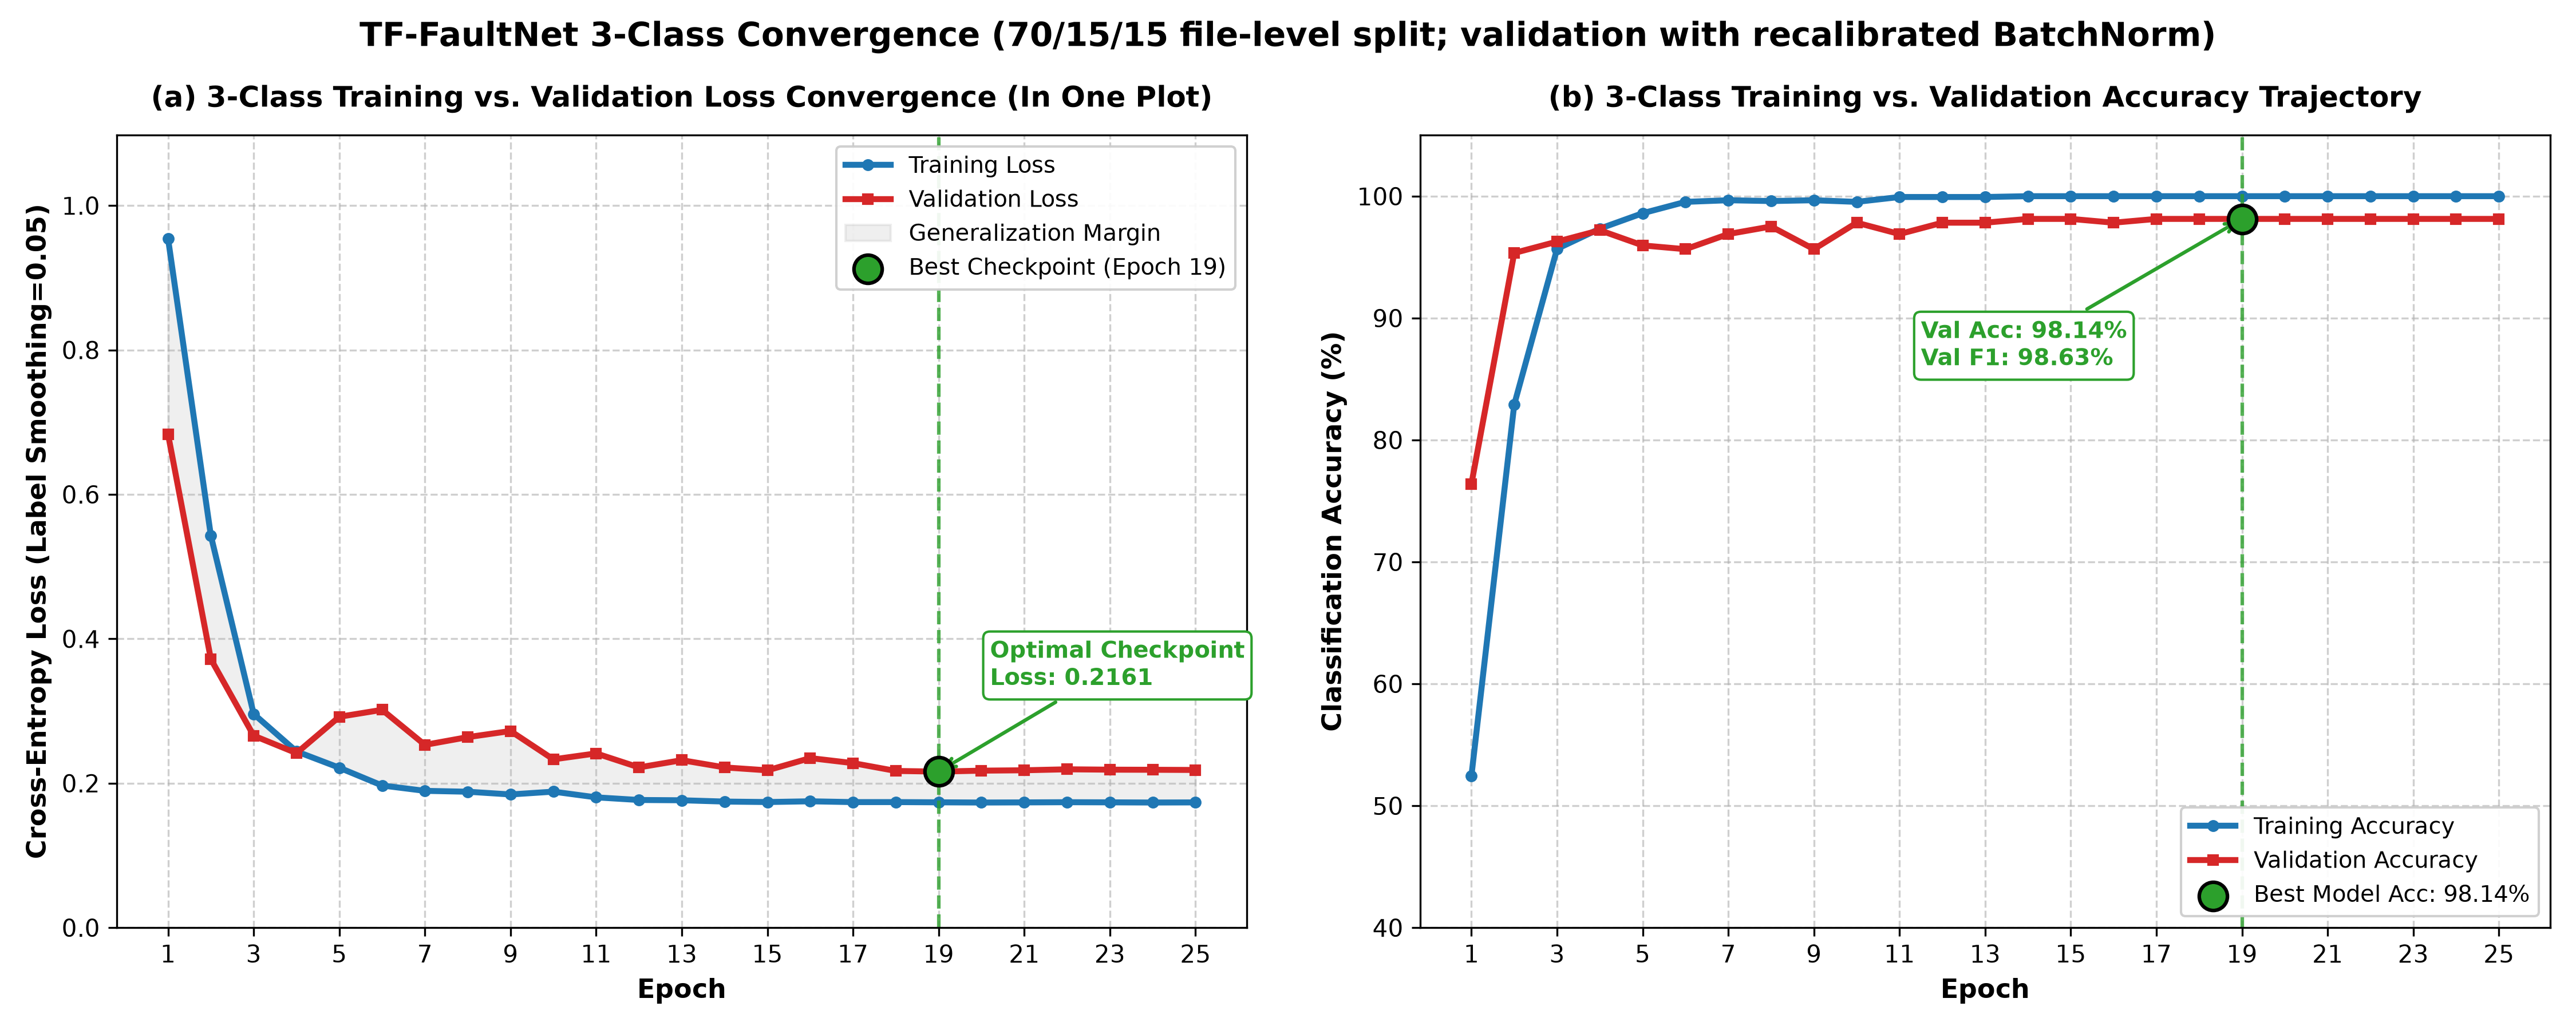 TF-FaultNet 3-Class Convergence (70/15/15 file-level split; validation with recalibrated BatchNorm)
(a) 3-Class Training vs. Validation Loss Convergence (In One Plot)
Cross-Entropy Loss (Label Smoothing=0.05)
1.0
0.8
0.6
0.4
0.2
0.0
Training Loss
Validation Loss
Generalization Margin
Best Checkpoint (Epoch 19)
Optimal Checkpoint
Loss: 0.2161
1 3 5 7 9 11 13 15 17 19 21 23 25
Epoch
(b) 3-Class Training vs. Validation Accuracy Trajectory
Classification Accuracy (%)
100
90
80
70
60
50
40
Val Acc: 98.14%
Val F1: 98.63%
Training Accuracy
Validation Accuracy
Best Model Acc: 98.14%
1 3 5 7 9 11 13 15 17 19 21 23 25
Epoch